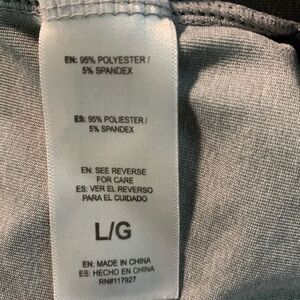 EN: 95% POLYESTER /
5% SPANDEX
ES: 95% POLIESTER /
5% SPANDEX
EN: SEE REVERSE
FOR CARE
ES: VER EL REVERSO
PARA EL CUIDADO
L/G
EN: MADE IN CHINA
ES: HECHO EN CHINA
RN#117927